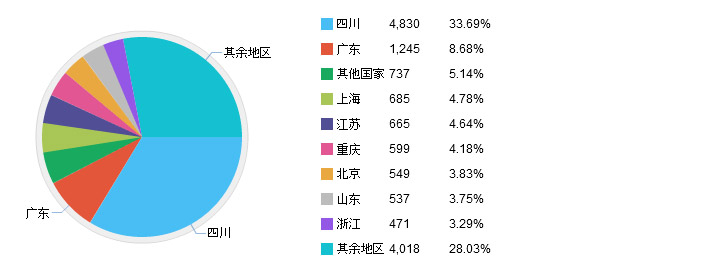 其余地区
广东
四川
四川 4,830 33.69%
广东 1,245 8.68%
其他国家 737 5.14%
上海 685 4.78%
江苏 665 4.64%
重庆 599 4.18%
北京 549 3.83%
山东 537 3.75%
浙江 471 3.29%
其余地区 4,018 28.03%